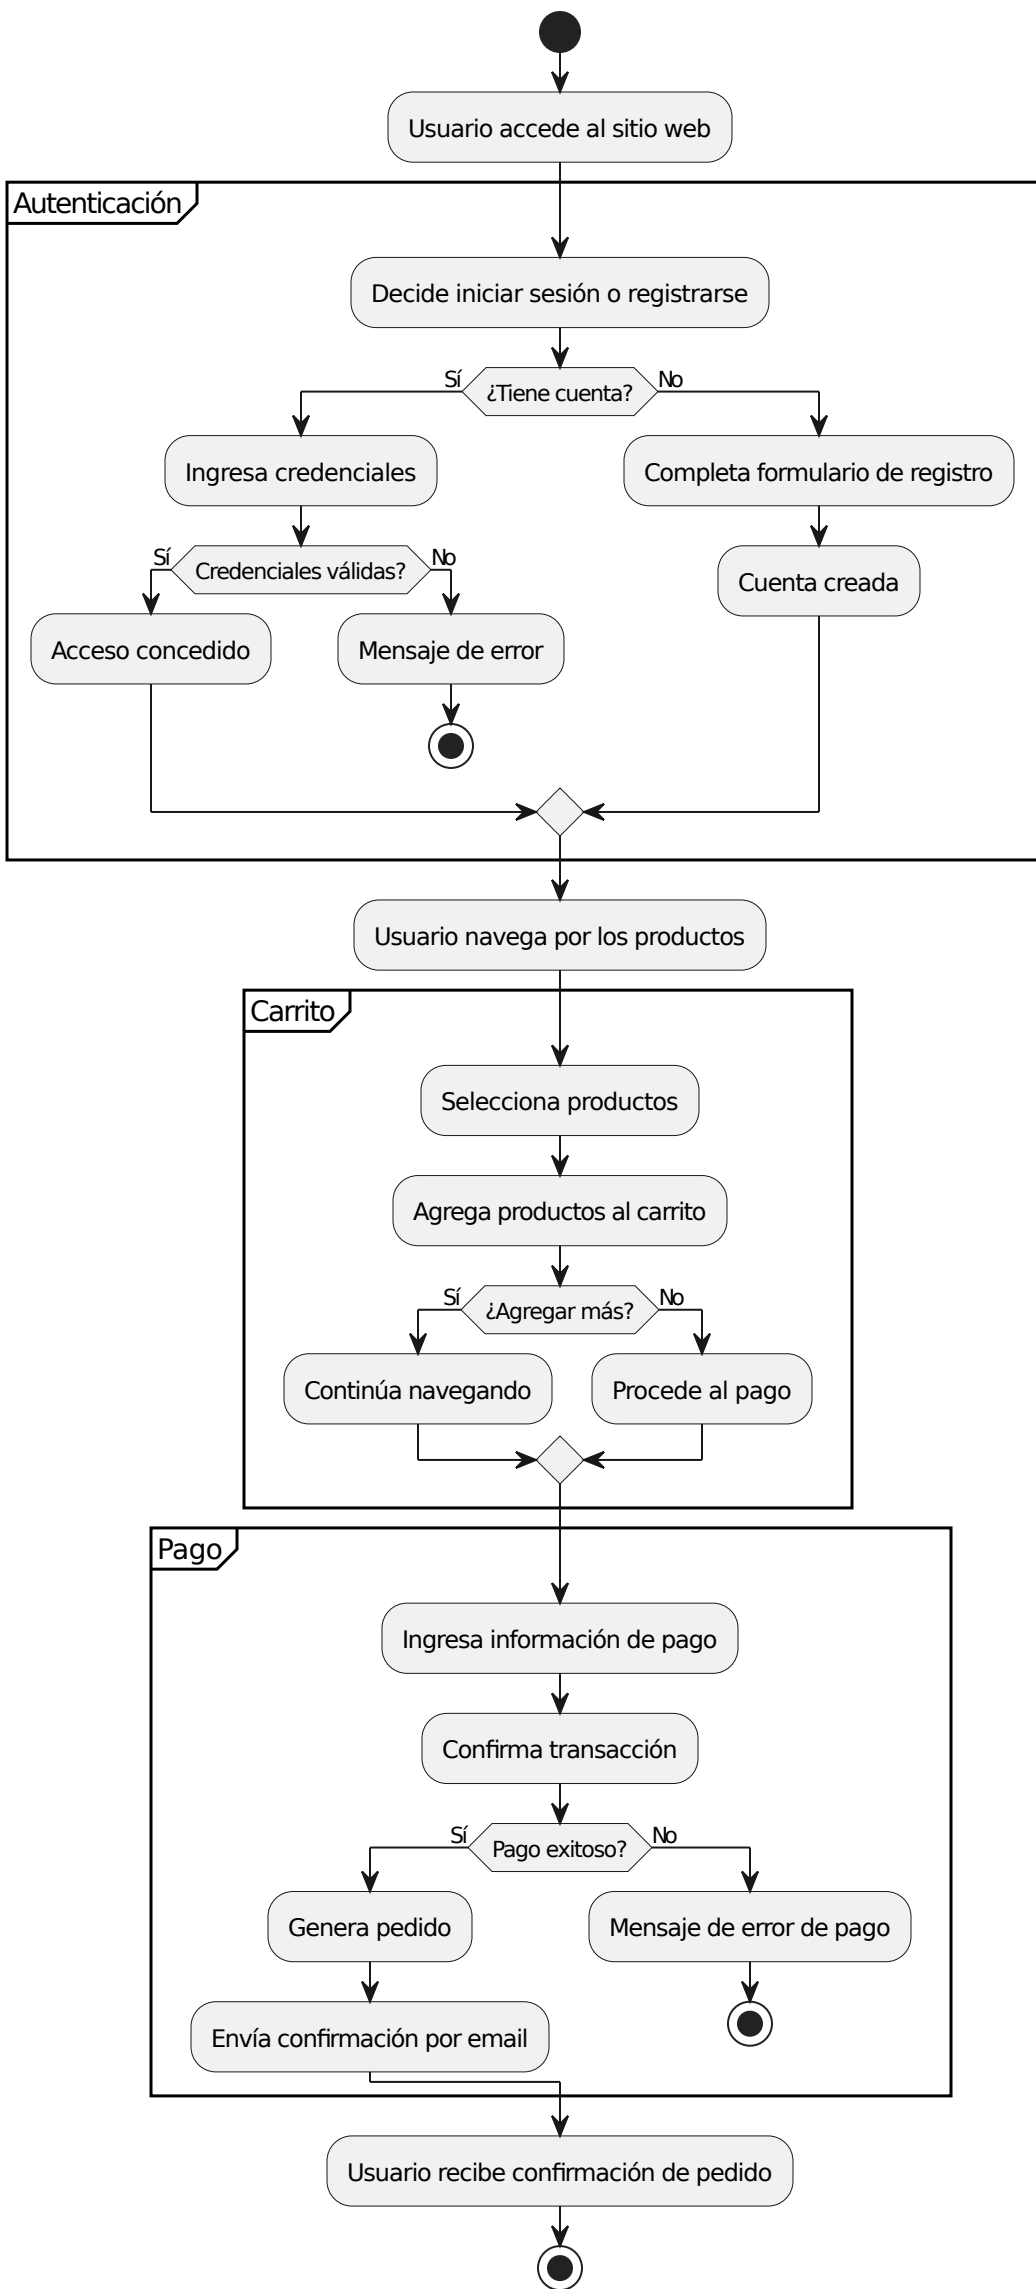 Usuario accede al sitio web
Autenticación
Decide iniciar sesión o registrarse
Sí
¿Tiene cuenta?
No
Ingresa credenciales
Completa formulario de registro
Sí
Credenciales válidas?
No
Cuenta creada
Acceso concedido
Mensaje de error
Usuario navega por los productos
Carrito
Selecciona productos
Agrega productos al carrito
Sí
¿Agregar más?
No
Continúa navegando
Procede al pago
Pago
Ingresa información de pago
Confirma transacción
Sí
Pago exitoso?
No
Genera pedido
Mensaje de error de pago
Envía confirmación por email
Usuario recibe confirmación de pedido